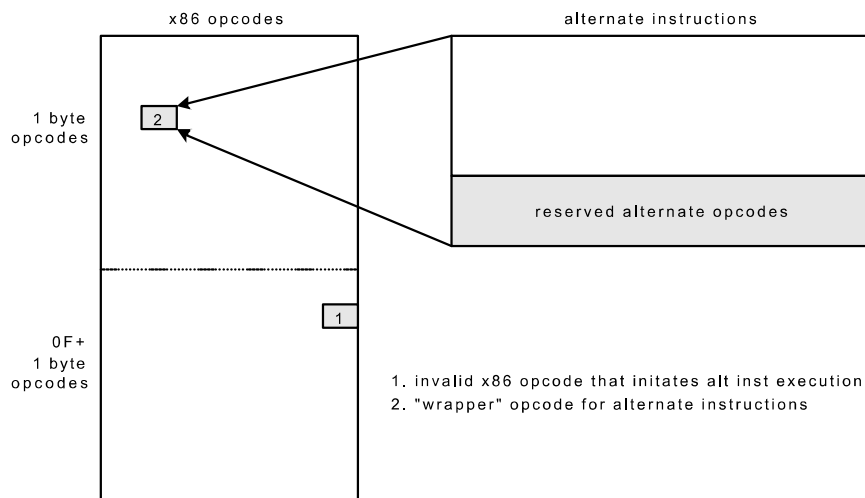 x86 opcodes
alternate instructions
1 byte
opcodes
2
reserved alternate opcodes
1
0F+
1 byte
opcodes
1. invalid x86 opcode that initates alt inst execution
2. "wrapper" opcode for alternate instructions